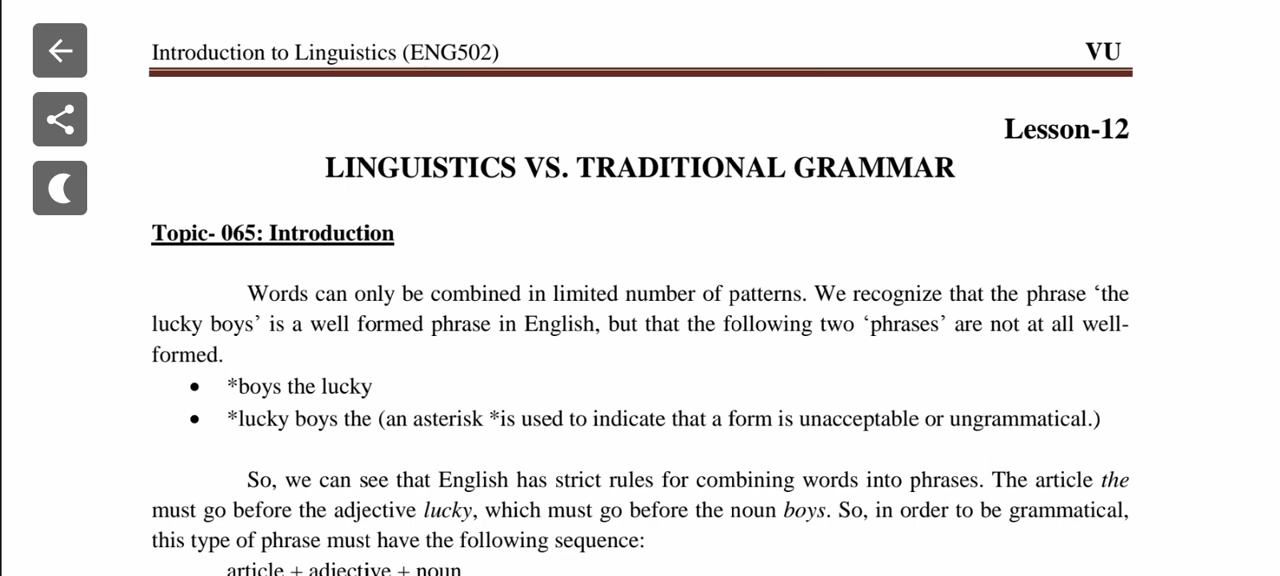 Introduction to Linguistics (ENG502) VU
Lesson-12
LINGUISTICS VS. TRADITIONAL GRAMMAR
Topic- 065: Introduction
Words can only be combined in limited number of patterns. We recognize that the phrase ‘the
lucky boys’ is a well formed phrase in English, but that the following two ‘phrases’ are not at all well-
formed.
• *boys the lucky
• *lucky boys the (an asterisk *is used to indicate that a form is unacceptable or ungrammatical.)
So, we can see that English has strict rules for combining words into phrases. The article the
must go before the adjective lucky, which must go before the noun boys. So, in order to be grammatical,
this type of phrase must have the following sequence:
article + adjective + noun